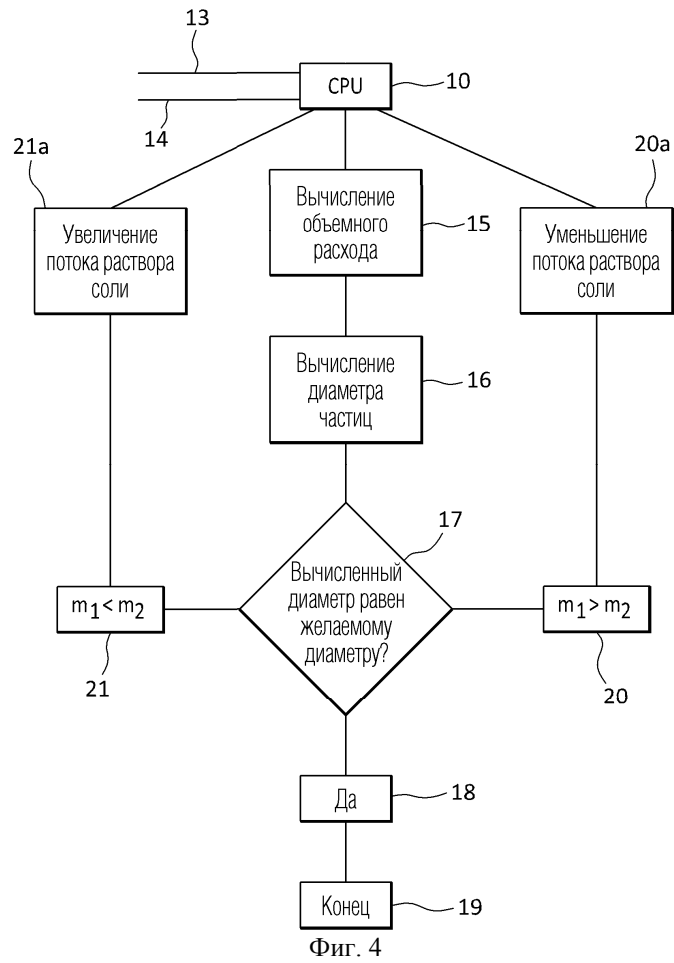 13
CPU
10
14
21a
20a
Увеличение
потока раствора
соли
Вычисление
объемного
расхода
15
Уменьшение
потока раствора
соли
Вычисление
диаметра
частиц
16
17
Вычисленный
диаметр равен
желаемому
диаметру?
m₁ < m₂
21
m₁ > m₂
20
Да
18
Конец
19
Фиг. 4